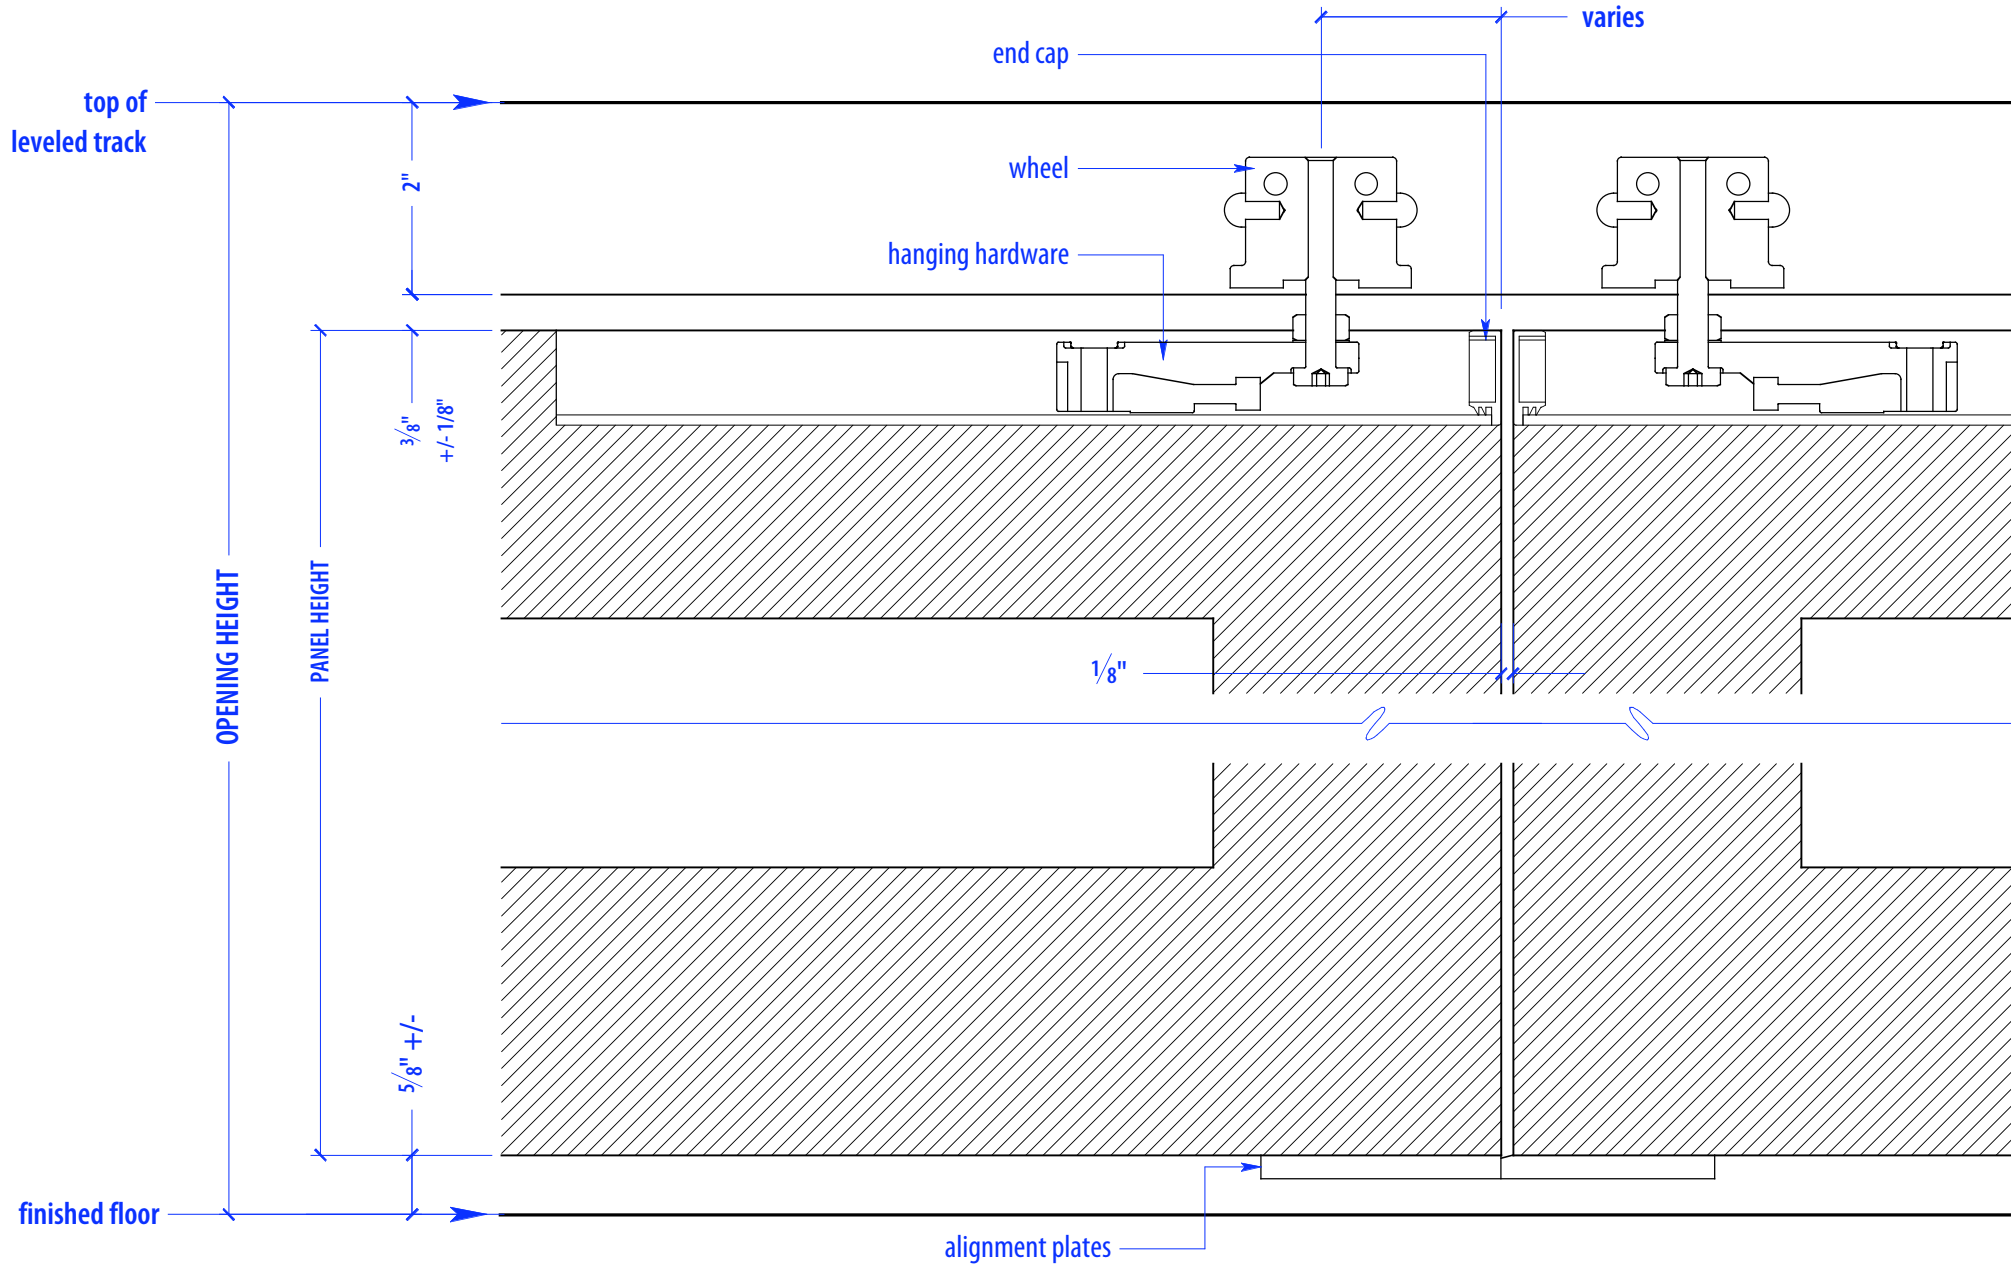 varies
end cap
top of
leveled track
wheel
2"
hanging hardware
3/8"
+/- 1/8"
OPENING HEIGHT
PANEL HEIGHT
1/8"
5/8" +/-
finished floor
alignment plates